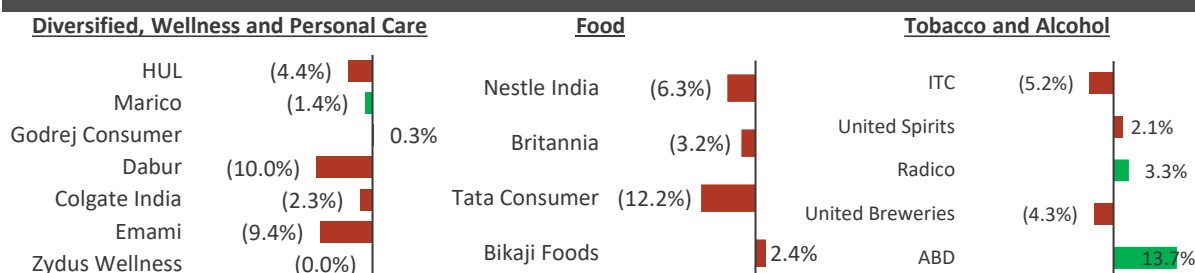 Diversified, Wellness and Personal Care
HUL (4.4%)
Marico (1.4%)
Godrej Consumer 0.3%
Dabur (10.0%)
Colgate India (2.3%)
Emami (9.4%)
Zydus Wellness (0.0%)
Food
Nestle India (6.3%)
Britannia (3.2%)
Tata Consumer (12.2%)
Bikaji Foods 2.4%
Tobacco and Alcohol
ITC (5.2%)
United Spirits 2.1%
Radico 3.3%
United Breweries (4.3%)
ABD 13.7%